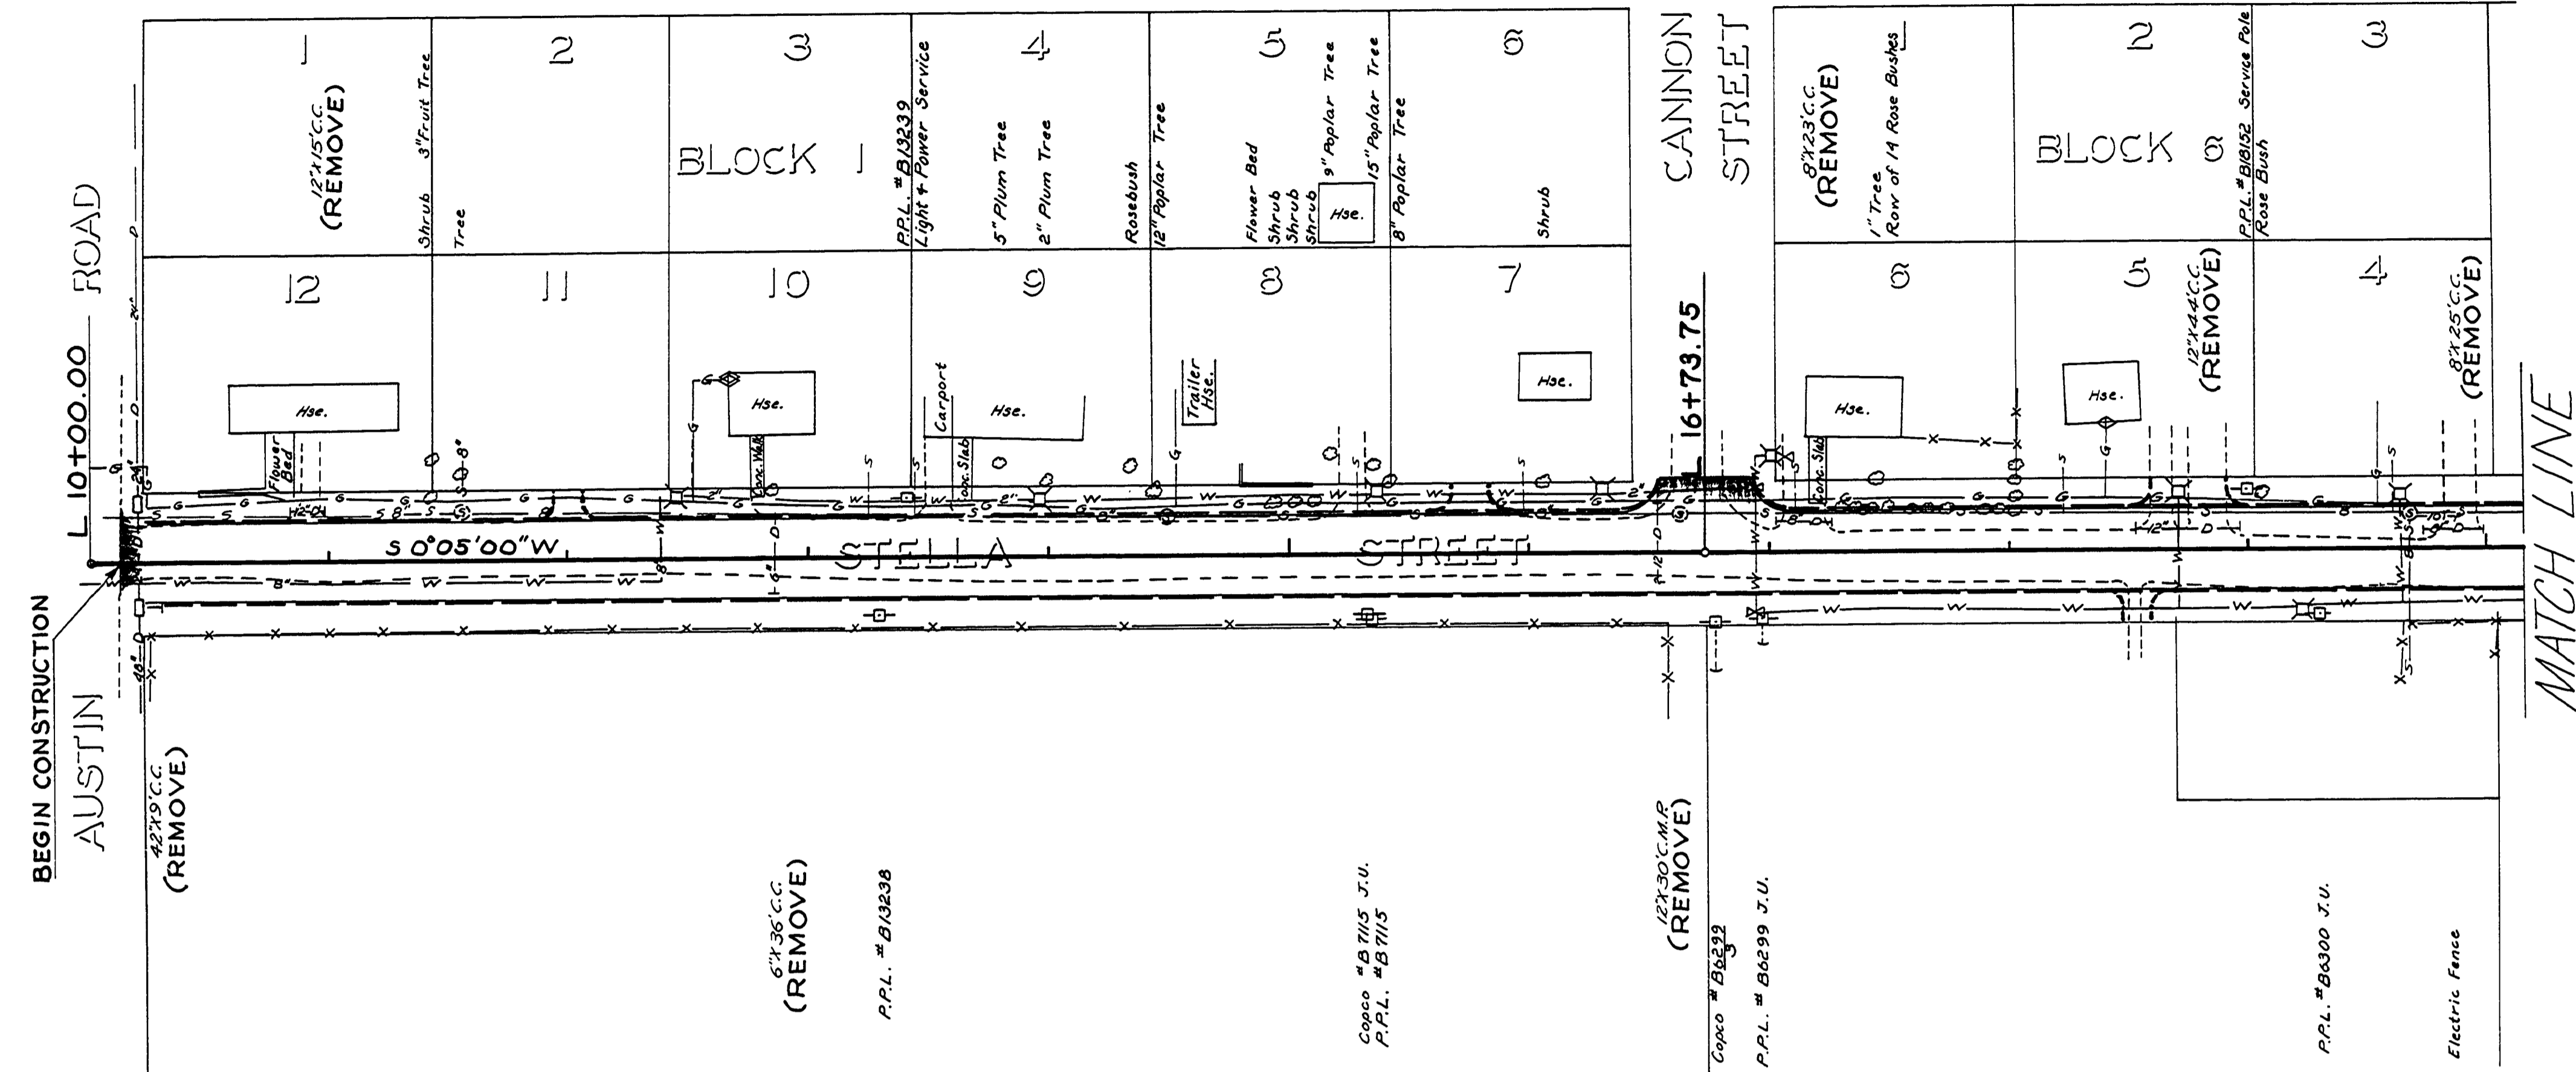 1
2
3
4
5
6
12"X15'C.C.
(REMOVE)
Shrub 3"Fruit Tree
Tree
BLOCK 1
P.P.L. #B13239
Light & Power Service
5" Plum Tree
2" Plum Tree
Rosebush
12" Poplar Tree
Flower Bed
Shrub
Shrub
Shrub
Hse.
9" Poplar Tree
15" Poplar Tree
8" Poplar Tree
Shrub
CANNON
STREET
8"X23'C.C.
(REMOVE)
1" Tree
Row of 14 Rose Bushes
2
3
BLOCK 8
P.P.L. #B18152 Service Pole
Rose Bush
ROAD
L 10+00.00
12
11
10
9
8
7
6
5
4
12"X44'C.C.
(REMOVE)
8"X25'C.C.
(REMOVE)
Hse.
Flower
Bed
Hse.
Conc. Walk
Carport
Hse.
Conc. Slab
Trailer
Hse.
Hse.
L 16+73.75
Hse.
Conc. Slab
Hse.
S 0°05'00"W
STELLA STREET
MATCH LINE
BEGIN CONSTRUCTION
AUSTIN
42"X9'C.C.
(REMOVE)
6"X36'C.C.
(REMOVE)
P.P.L. #B13238
Copco #B7115 J.U.
P.P.L. #B7115
12"X30'C.M.P.
(REMOVE)
Copco #B6299
P.P.L. #B6299 J.U.
P.P.L. #B6300 J.U.
Electric Fence